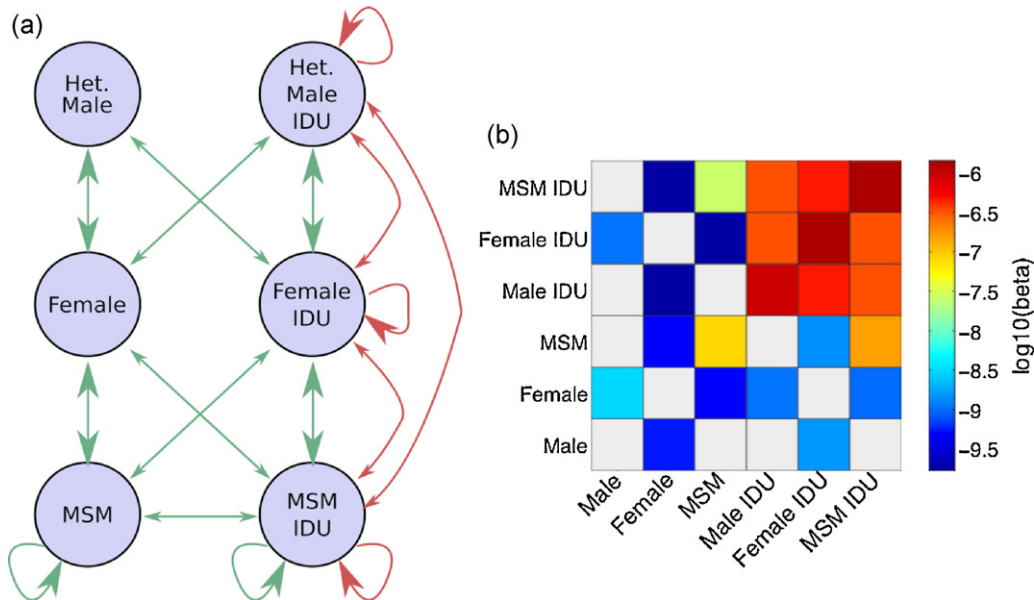 (a)
Het.
Male
Het.
Male
IDU
Female
Female
IDU
MSM
MSM
IDU
(b)
MSM IDU
Female IDU
Male IDU
MSM
Female
Male
Male
Female
MSM
Male IDU
Female IDU
MSM IDU
−6
−6.5
−7
−7.5
−8
−8.5
−9
−9.5
log10(beta)